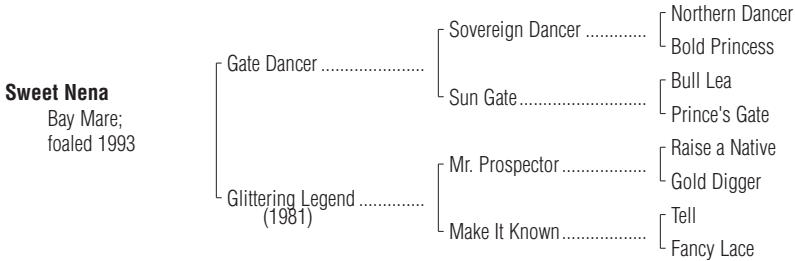 Northern Dancer
Sovereign Dancer .............
Bold Princess
Gate Dancer ......................
Bull Lea
Sun Gate...........................
Prince's Gate
Sweet Nena
Bay Mare;
foaled 1993
Raise a Native
Mr. Prospector ..................
Gold Digger
Glittering Legend ..............
(1981)
Tell
Make It Known..................
Fancy Lace